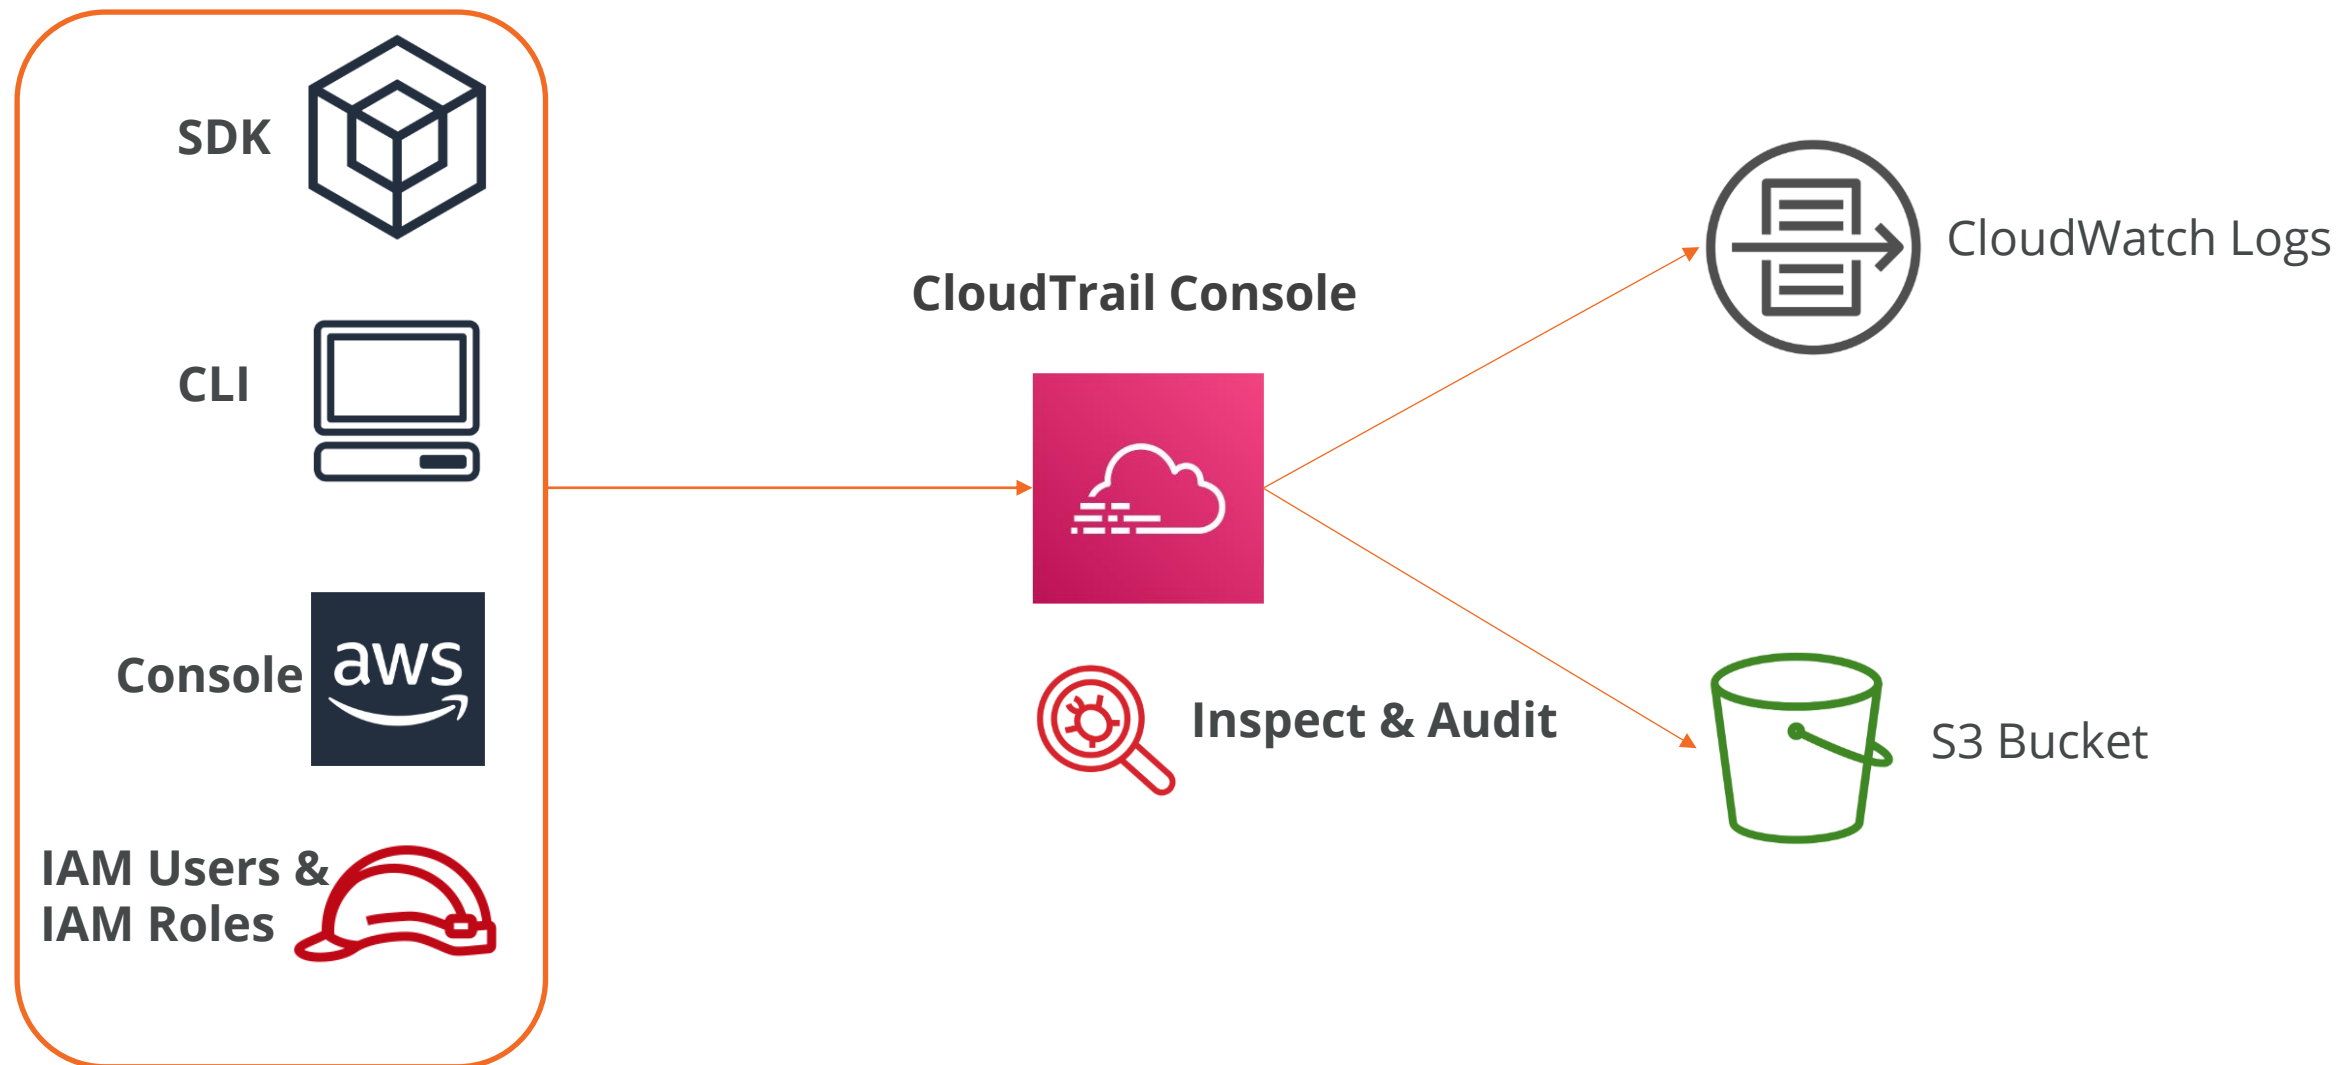 SDK
CLI
Console
aws
IAM Users &
IAM Roles
CloudTrail Console
Inspect & Audit
CloudWatch Logs
S3 Bucket